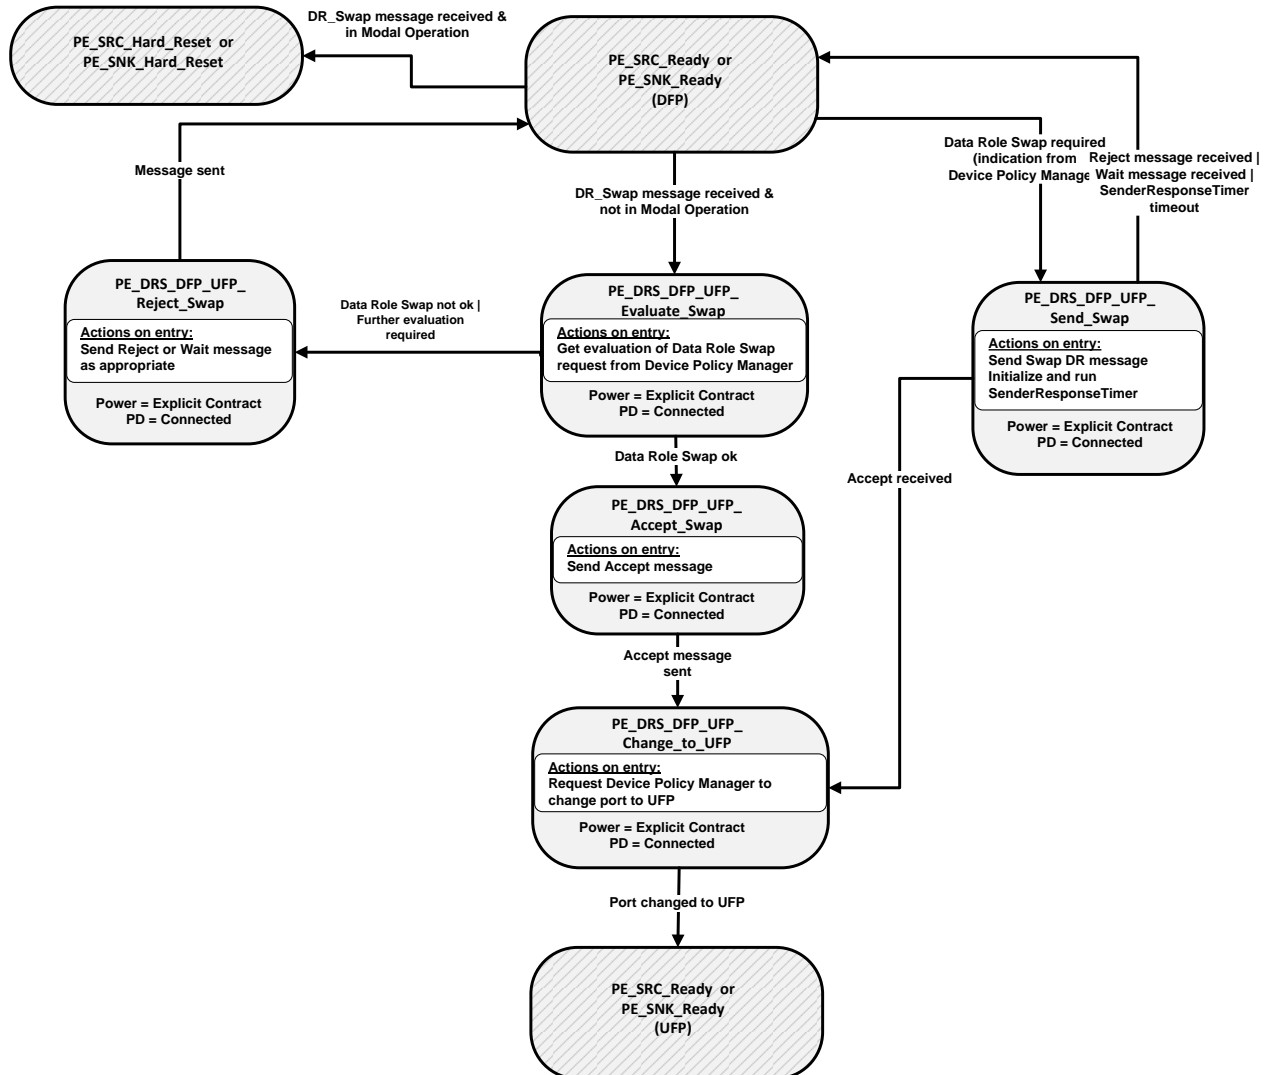 DR_Swap message received &
in Modal Operation
PE_SRC_Hard_Reset or
PE_SNK_Hard_Reset
PE_SRC_Ready or
PE_SNK_Ready
(DFP)
Message sent
DR_Swap message received &
not in Modal Operation
Data Role Swap required
(indication from
Device Policy Manage
Reject message received |
Wait message received |
SenderResponseTimer
timeout
PE_DRS_DFP_UFP_
Reject_Swap
Actions on entry:
Send Reject or Wait message
as appropriate
Power = Explicit Contract
PD = Connected
Data Role Swap not ok |
Further evaluation
required
PE_DRS_DFP_UFP_
Evaluate_Swap
Actions on entry:
Get evaluation of Data Role Swap
request from Device Policy Manager
Power = Explicit Contract
PD = Connected
PE_DRS_DFP_UFP_
Send_Swap
Actions on entry:
Send Swap DR message
Initialize and run
SenderResponseTimer
Power = Explicit Contract
PD = Connected
Data Role Swap ok
Accept received
PE_DRS_DFP_UFP_
Accept_Swap
Actions on entry:
Send Accept message
Power = Explicit Contract
PD = Connected
Accept message
sent
PE_DRS_DFP_UFP_
Change_to_UFP
Actions on entry:
Request Device Policy Manager to
change port to UFP
Power = Explicit Contract
PD = Connected
Port changed to UFP
PE_SRC_Ready or
PE_SNK_Ready
(UFP)